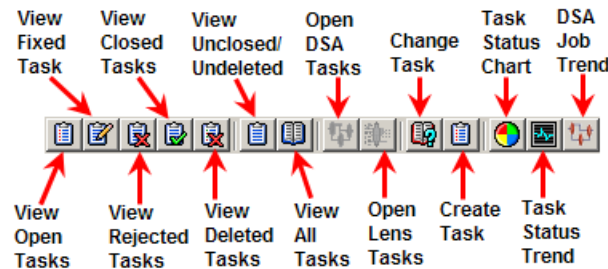 View
Fixed
Task
View
Closed
Tasks
View
Unclosed/
Undeleted
Open
DSA
Tasks
Change
Task
Task
Status
Chart
DSA
Job
Trend
View
Open
Tasks
View
Rejected
Tasks
View
Deleted
Tasks
View
All
Tasks
Open
Lens
Tasks
Create
Task
Task
Status
Trend